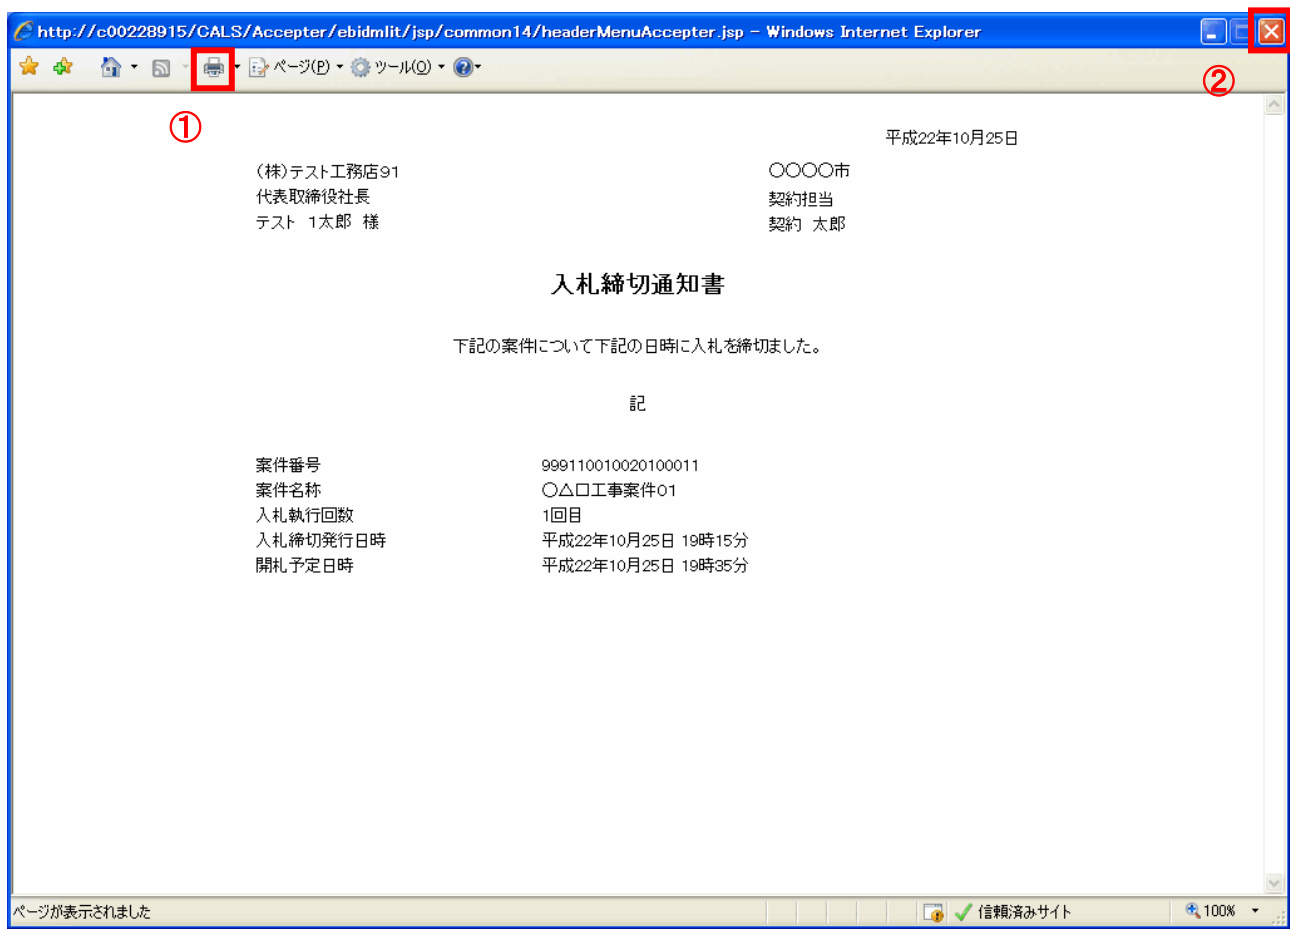 http://c00228915/CALS/Accepter/ebidmlit/jsp/common14/headerMenuAccepter.jsp - Windows Internet Explorer
ページ(P) ツール(O)
②
①
平成22年10月25日
(株)テスト工務店91 〇〇〇〇市
代表取締役社長 契約担当
テスト 1太郎 様 契約 太郎
入札締切通知書
下記の案件について下記の日時に入札を締切ました。
記
案件番号 999110010020100011
案件名称 〇△口工事案件01
入札執行回数 1回目
入札締切発行日時 平成22年10月25日 19時15分
開札予定日時 平成22年10月25日 19時35分
ページが表示されました 信頼済みサイト 100%